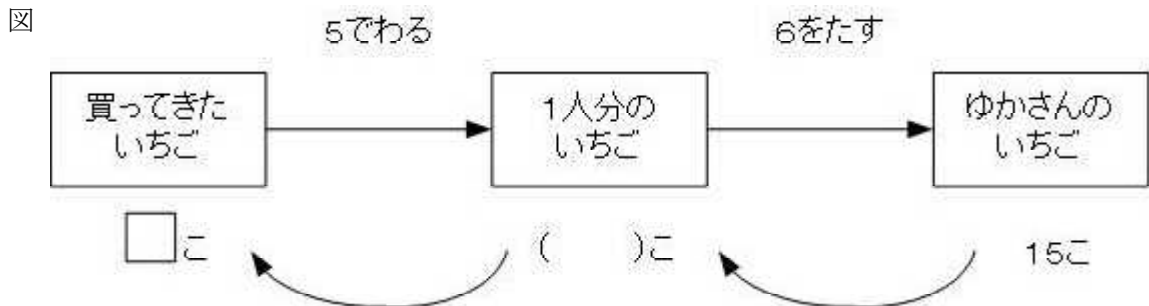 図
5でわる
6をたす
買ってきた
いちご
1人分の
いちご
ゆかさんの
いちご
□こ
(　　)こ
15こ